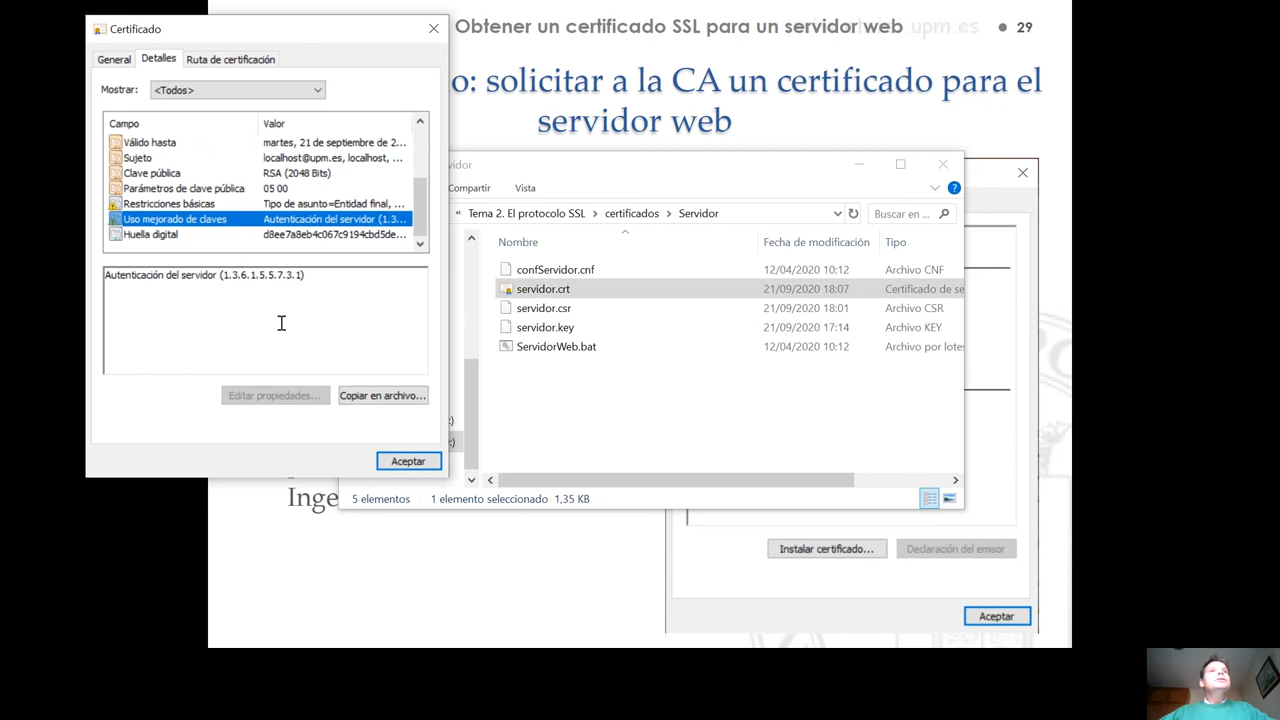 Certificado
General
Detalles
Ruta de certificación
Mostrar: <Todos>
Campo Valor
Válido hasta martes, 21 de septiembre de 2...
Sujeto localhost@upm.es, localhost, ...
Clave pública RSA (2048 Bits)
Parámetros de clave pública 05 00
Restricciones básicas Tipo de asunto=Entidad final, ...
Uso mejorado de claves Autenticación del servidor (1.3...
Huella digital d8ee7a8eb4c067c9194cbd5de...
Autenticación del servidor (1.3.6.1.5.5.7.3.1)
Editar propiedades... Copiar en archivo...
Aceptar
Obtener un certificado SSL para un servidor web 29
o: solicitar a la CA un certificado para el
servidor web
vidor
Compartir Vista
« Tema 2. El protocolo SSL > certificados > Servidor Buscar en ...
Nombre Fecha de modificación Tipo
confServidor.cnf 12/04/2020 10:12 Archivo CNF
servidor.crt 21/09/2020 18:07 Certificado de se
servidor.csr 21/09/2020 18:01 Archivo CSR
servidor.key 21/09/2020 17:14 Archivo KEY
ServidorWeb.bat 12/04/2020 10:12 Archivo por lotes
:)
:)
5 elementos 1 elemento seleccionado 1,35 KB
Inge
Instalar certificado... Declaración del emisor
Aceptar